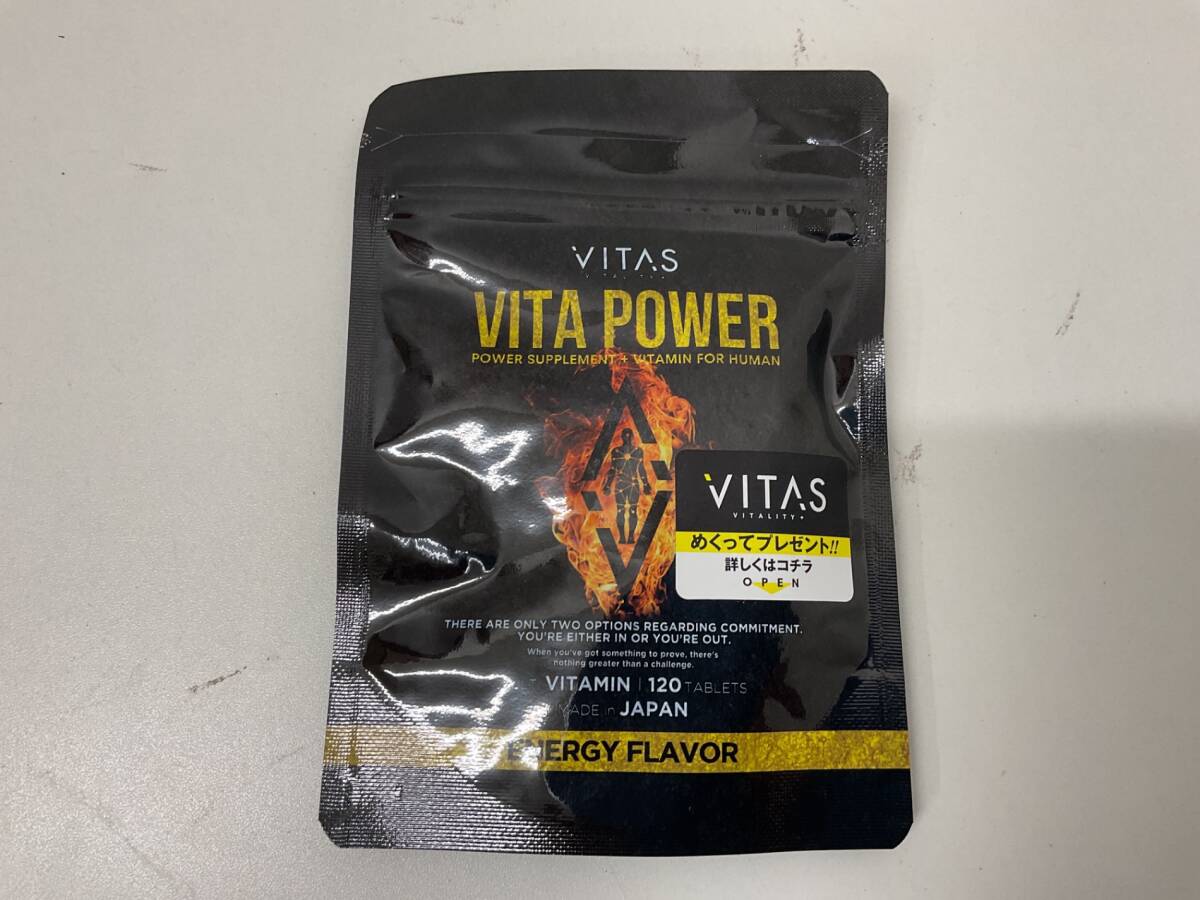 VITAS
VITA POWER
POWER SUPPLEMENT + VITAMIN FOR HUMAN
VITAS
VITALITY+
めくってプレゼント!!
詳しくはコチラ
OPEN
THERE ARE ONLY TWO OPTIONS REGARDING COMMITMENT.
YOU'RE EITHER IN OR YOU'RE OUT.
When you've got something to prove, there's
nothing greater than a challenge.
VITAMIN | 120 TABLETS
MADE in JAPAN
ENERGY FLAVOR